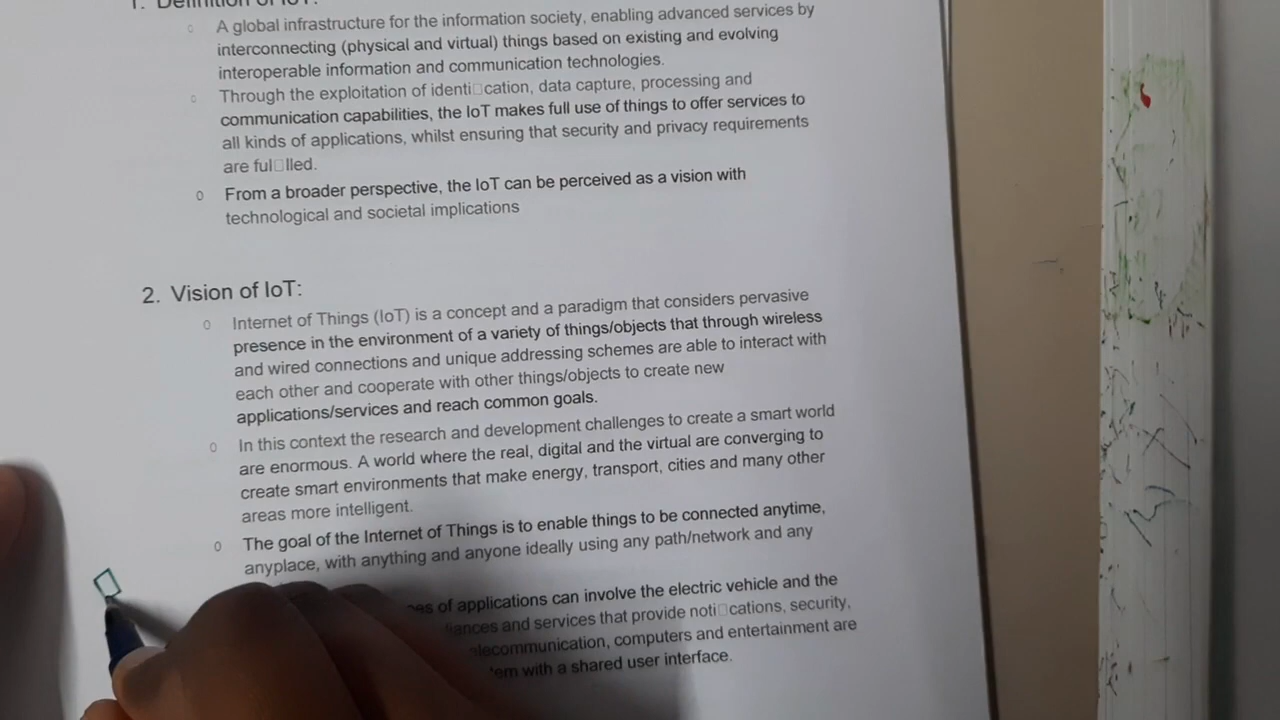 1. Definition of IoT:
o A global infrastructure for the information society, enabling advanced services by
interconnecting (physical and virtual) things based on existing and evolving
interoperable information and communication technologies.
o Through the exploitation of identi□cation, data capture, processing and
communication capabilities, the IoT makes full use of things to offer services to
all kinds of applications, whilst ensuring that security and privacy requirements
are ful□lled.
o From a broader perspective, the IoT can be perceived as a vision with
technological and societal implications
2. Vision of IoT:
o Internet of Things (IoT) is a concept and a paradigm that considers pervasive
presence in the environment of a variety of things/objects that through wireless
and wired connections and unique addressing schemes are able to interact with
each other and cooperate with other things/objects to create new
applications/services and reach common goals.
o In this context the research and development challenges to create a smart world
are enormous. A world where the real, digital and the virtual are converging to
create smart environments that make energy, transport, cities and many other
areas more intelligent.
o The goal of the Internet of Things is to enable things to be connected anytime,
anyplace, with anything and anyone ideally using any path/network and any
of applications can involve the electric vehicle and the
and services that provide noti□cations, security,
computers and entertainment are
with a shared user interface.